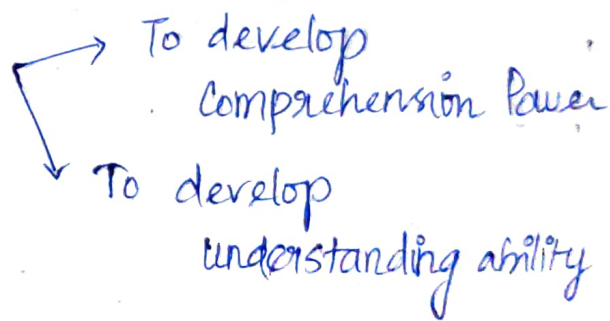 To develop
Comprehension Power
To develop
understanding ability